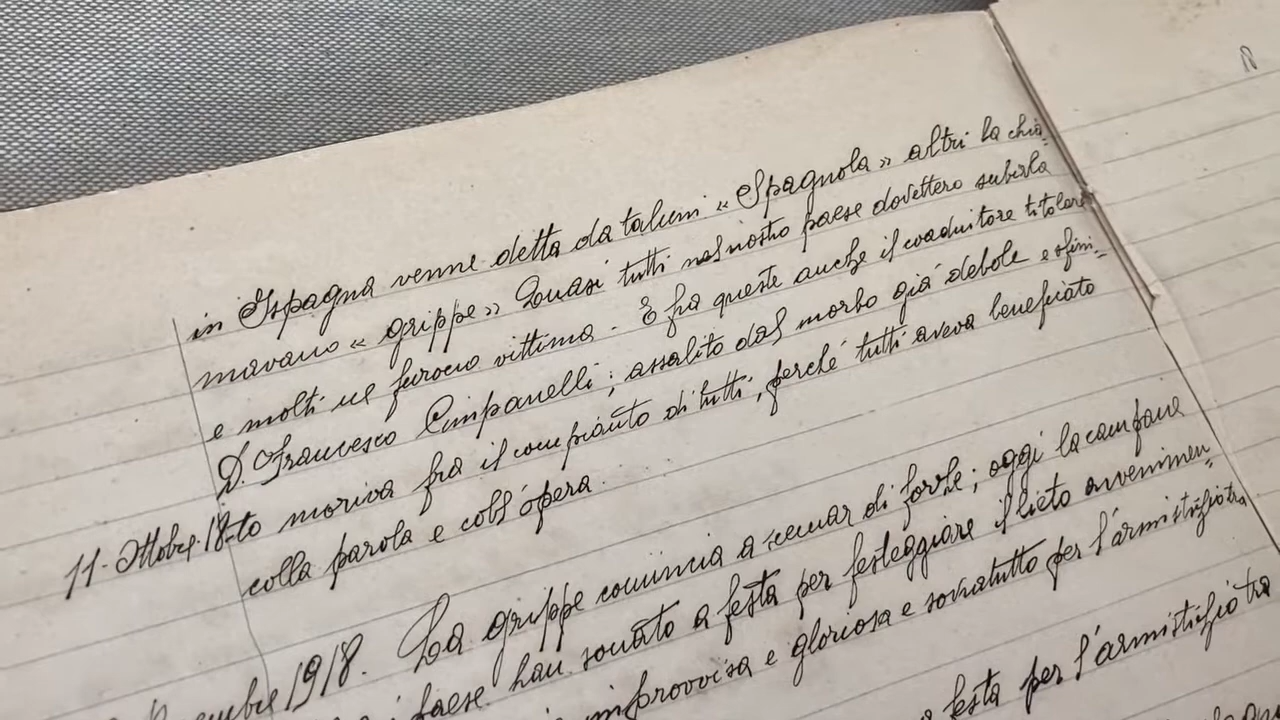 in Ispagna venne detta da taluni « Spagnola » altri la chia-
mavano « grippe » Quasi tutti nel nostro paese dovettero subirla
e molti ne furono vittima. E fra queste anche il coadiutore titolare
D. Francesco Cimpanelli; assalito dal morbo già debole e sfini-
11 - Ottobre. 18 - to moriva fra il compianto di tutti, perché tutti aveva beneficato
colla parola e coll'opera.
1918. La grippe comincia a scemar di forze; oggi le campane
paese han sonato a festa per festeggiare il lieto avvenimen-
improvvisa e gloriosa e sovratutto per l'armistizio tra
festa per l'armistizio tra